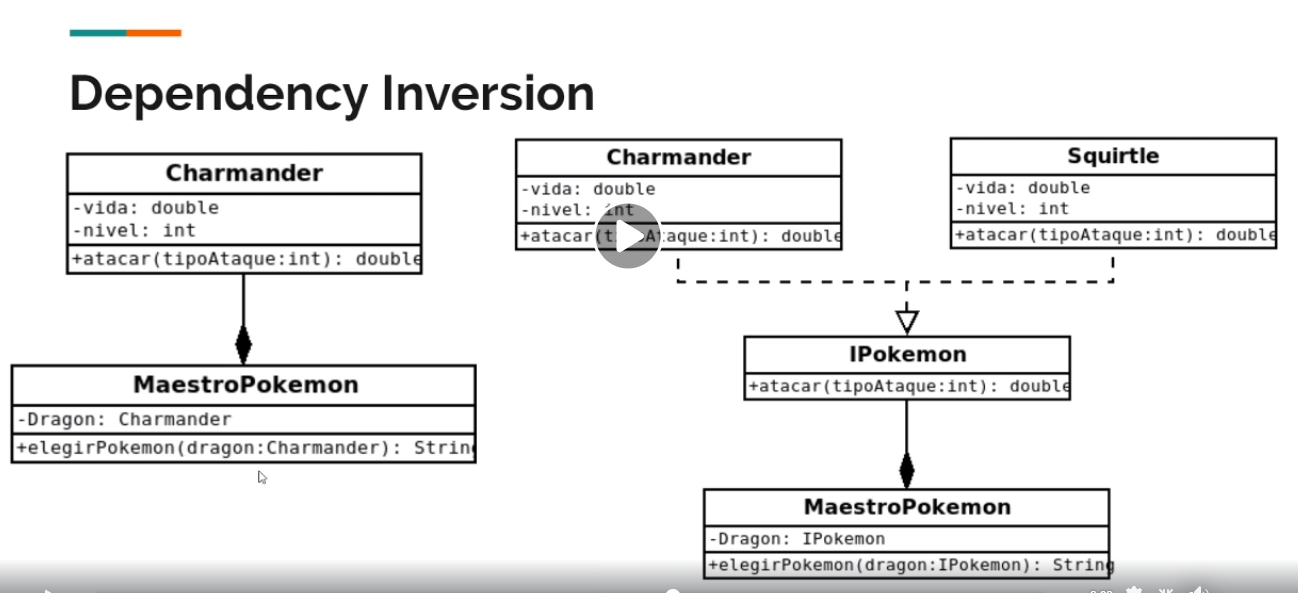 Dependency Inversion
Charmander
-vida: double
-nivel: int
+atacar(tipoAtaque:int): double
MaestroPokemon
-Dragon: Charmander
+elegirPokemon(dragon:Charmander): Strin
Charmander
-vida: double
-nivel: int
+atacar(tipoAtaque:int): double
Squirtle
-vida: double
-nivel: int
+atacar(tipoAtaque:int): double
IPokemon
+atacar(tipoAtaque:int): double
MaestroPokemon
-Dragon: IPokemon
+elegirPokemon(dragon:IPokemon): String